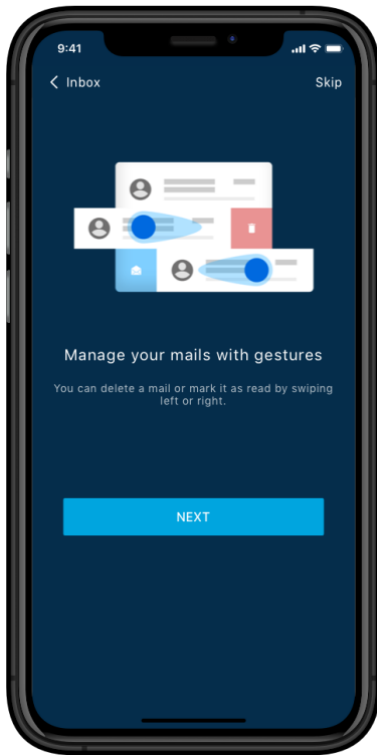 9:41
Inbox
Skip
Manage your mails with gestures
You can delete a mail or mark it as read by swiping
left or right.
NEXT